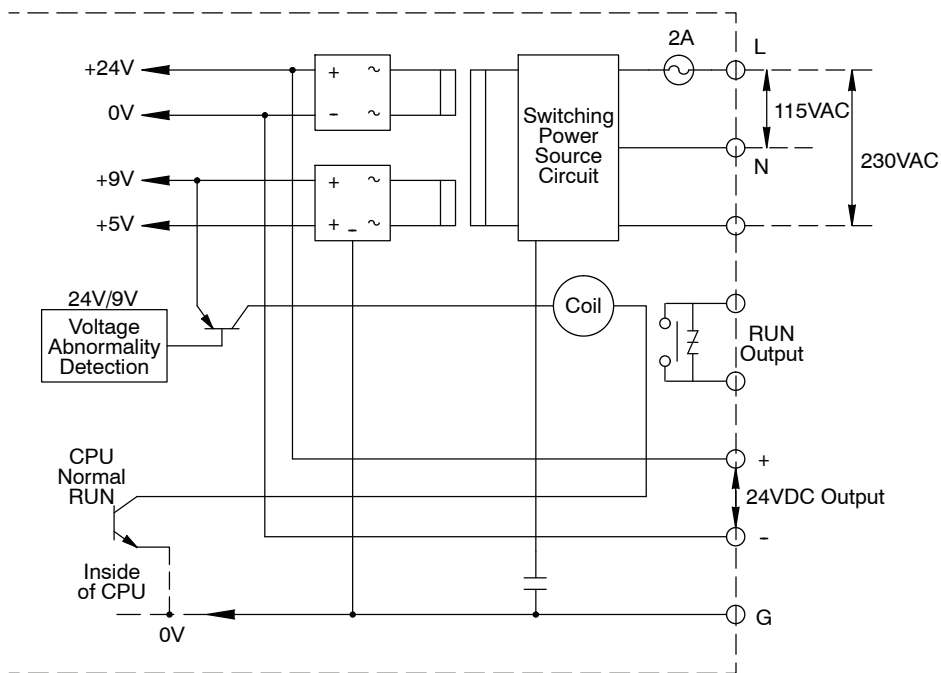 2A
L
+24V
+
~
0V
-
~
Switching
Power
Source
Circuit
115VAC
N
230VAC
+9V
+
~
+5V
+
-
~
24V/9V
Voltage
Abnormality
Detection
Coil
RUN
Output
CPU
Normal
RUN
+
24VDC Output
-
Inside
of CPU
0V
G